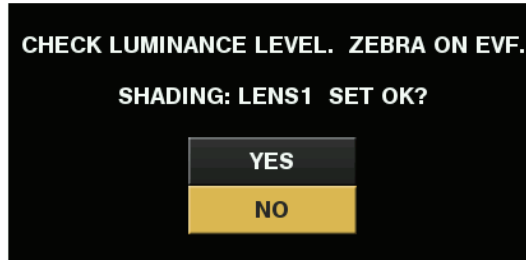 CHECK LUMINANCE LEVEL. ZEBRA ON EVF.
SHADING: LENS1 SET OK?
YES
NO